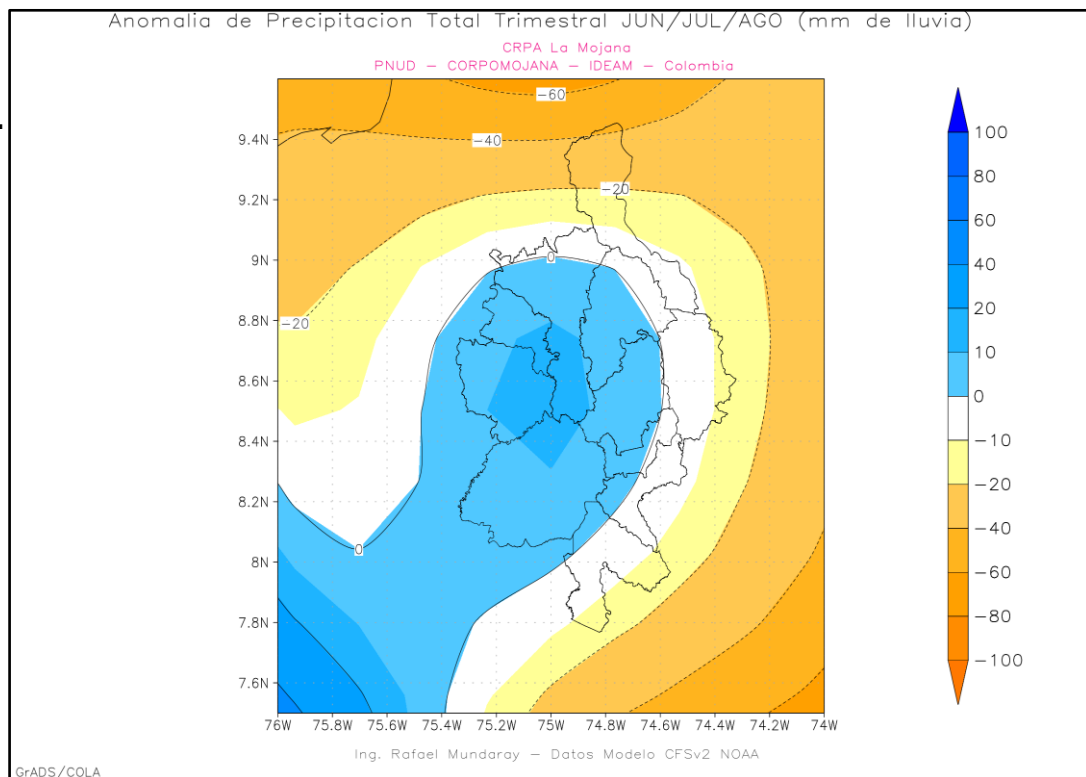 Anomalia de Precipitacion Total Trimestral JUN/JUL/AGO (mm de lluvia)
CRPA La Mojana
PNUD – CORPOMOJANA – IDEAM – Colombia
−60
−40
−20
0
−20
0
9.4N
9.2N
9N
8.8N
8.6N
8.4N
8.2N
8N
7.8N
7.6N
76W 75.8W 75.6W 75.4W 75.2W 75W 74.8W 74.6W 74.4W 74.2W 74W
100
80
60
40
20
10
0
−10
−20
−40
−60
−80
−100
Ing. Rafael Mundaray – Datos Modelo CFSv2 NOAA
GrADS/COLA